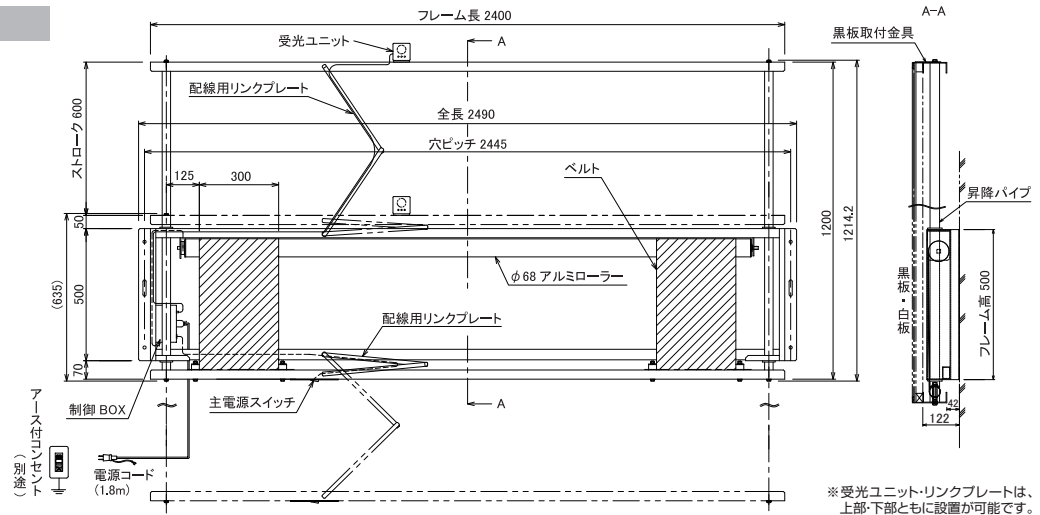 フレーム長 2400
A-A
受光ユニット
A
黒板取付金具
配線用リンクプレート
ストローク 600
全長 2490
穴ピッチ 2445
125
300
ベルト
昇降パイプ
50
1200
1214.2
φ68 アルミローラー
(635)
500
黒板・白板
フレーム高 500
配線用リンクプレート
70
主電源スイッチ
A
制御 BOX
42
122
アース付コンセント
(別途)
電源コード
(1.8m)
※受光ユニット・リンクプレートは、
上部・下部ともに設置が可能です。